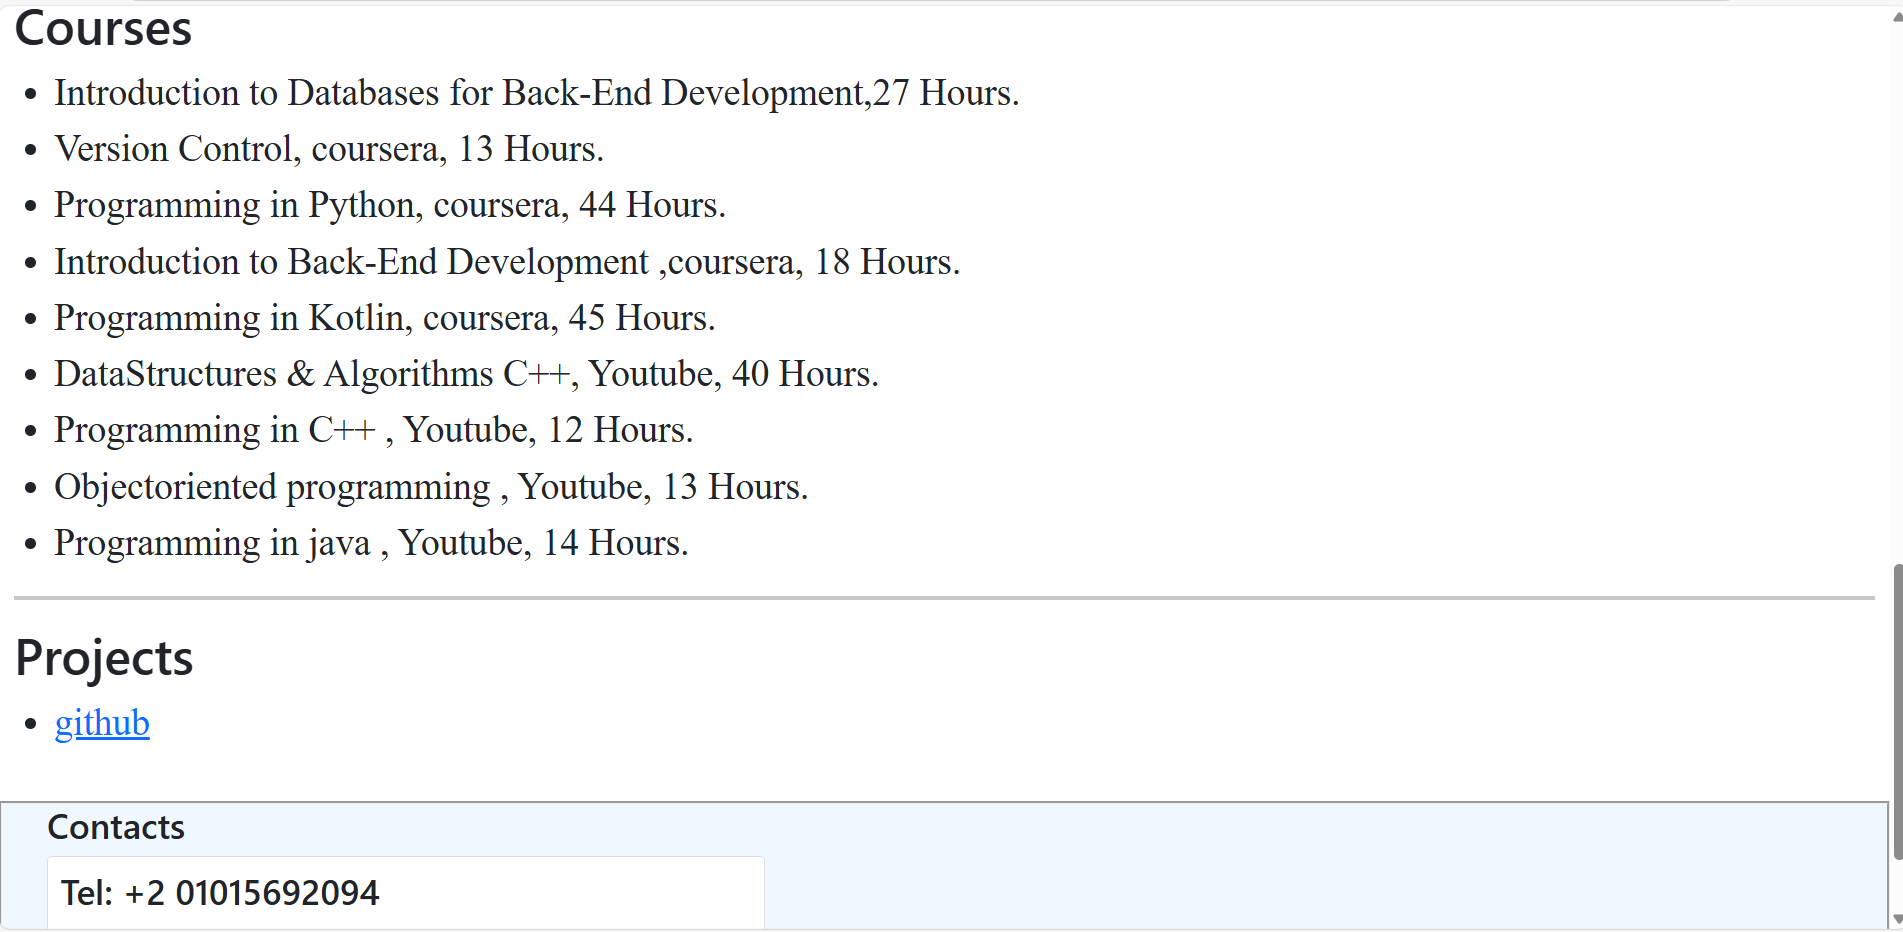 Courses
Introduction to Databases for Back-End Development,27 Hours.
Version Control, coursera, 13 Hours.
Programming in Python, coursera, 44 Hours.
Introduction to Back-End Development ,coursera, 18 Hours.
Programming in Kotlin, coursera, 45 Hours.
DataStructures & Algorithms C++, Youtube, 40 Hours.
Programming in C++ , Youtube, 12 Hours.
Objectoriented programming , Youtube, 13 Hours.
Programming in java , Youtube, 14 Hours.
Projects
github
Contacts
Tel: +2 01015692094